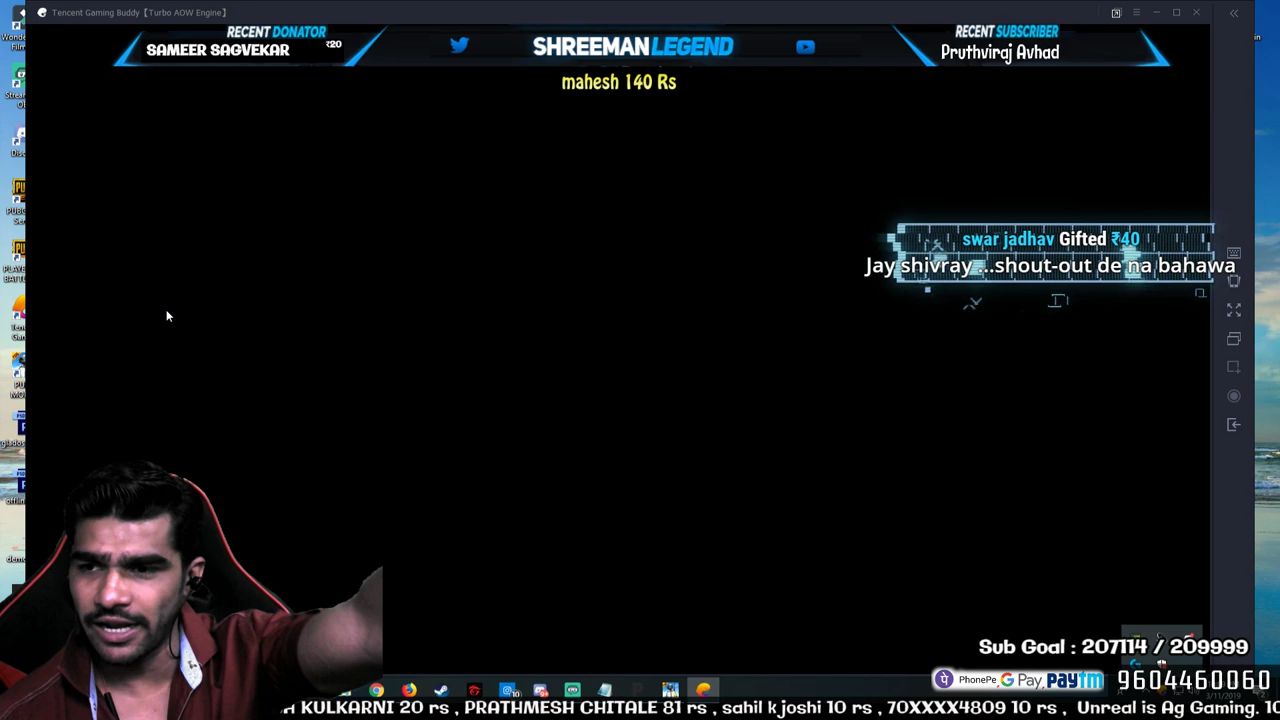 Tencent Gaming Buddy【Turbo AOW Engine】
RECENT DONATOR
SAMEER SAGVEKAR ₹20
SHREEMAN LEGEND
RECENT SUBSCRIBER
Pruthviraj Avhad
mahesh 140 Rs
swar jadhav Gifted ₹40
Jay shivray ...shout-out de na bahawa
Sub Goal : 207114 / 209999
PhonePe G Pay Paytm 9604460060
3/11/2019
KULKARNI 20 rs , PRATHMESH CHITALE 81 rs , sahil k joshi 10 rs , 70XXXX4809 10 rs , Unreal is Ag Gaming. 10